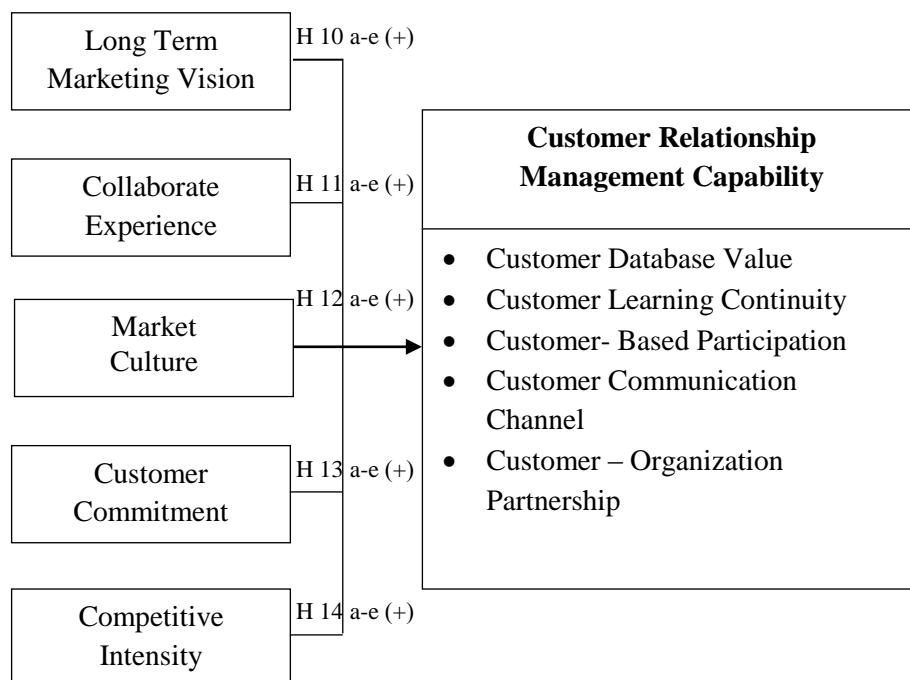 Long Term
Marketing Vision
H 10 a-e (+)
Collaborate
Experience
H 11 a-e (+)
Market
Culture
H 12 a-e (+)
Customer
Commitment
H 13 a-e (+)
Competitive
Intensity
H 14 a-e (+)
Customer Relationship
Management Capability
• Customer Database Value
• Customer Learning Continuity
• Customer- Based Participation
• Customer Communication
Channel
• Customer – Organization
Partnership